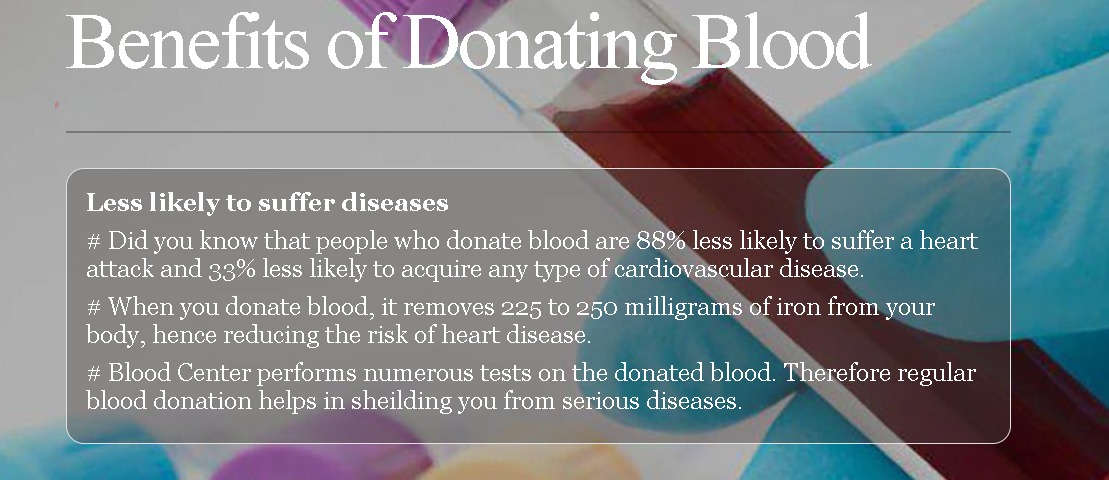 Benefits of Donating Blood
Less likely to suffer diseases
# Did you know that people who donate blood are 88% less likely to suffer a heart
attack and 33% less likely to acquire any type of cardiovascular disease.
# When you donate blood, it removes 225 to 250 milligrams of iron from your
body, hence reducing the risk of heart disease.
# Blood Center performs numerous tests on the donated blood. Therefore regular
blood donation helps in sheilding you from serious diseases.